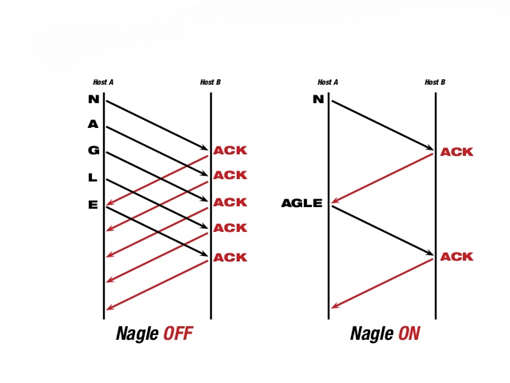 Host A
Host B
N
A
G
L
E
ACK
ACK
ACK
ACK
ACK
Nagle OFF
Host A
Host B
N
AGLE
ACK
ACK
Nagle ON